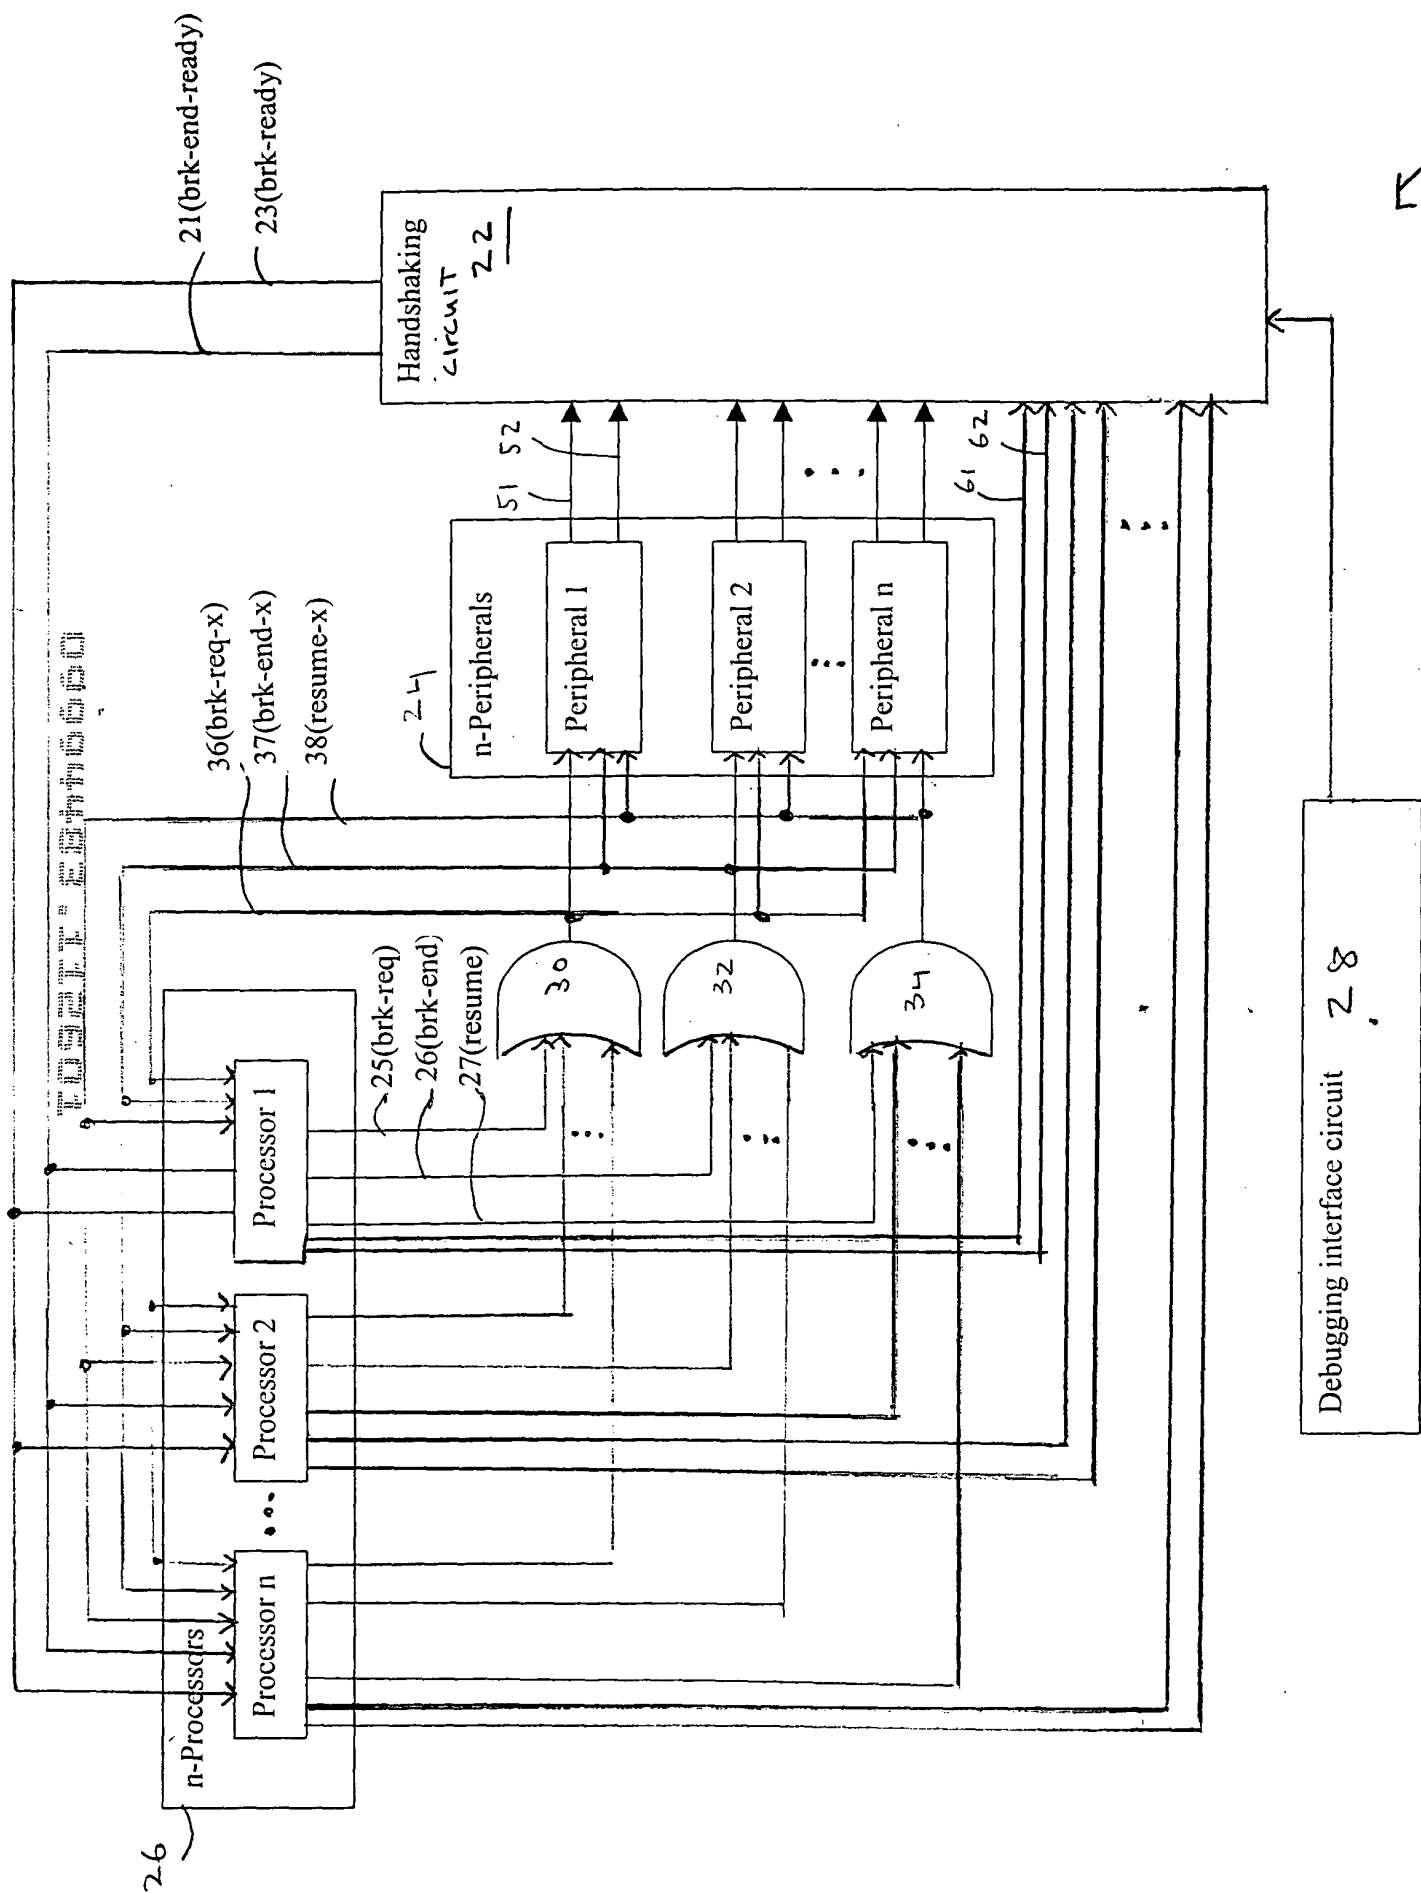 21(brk-end-ready)
23(brk-ready)
36(brk-req-x)
37(brk-end-x)
38(resume-x)
26
n-Processors
Processor n
...
Processor 2
Processor 1
25(brk-req)
26(brk-end)
27(resume)
30
32
34
...
...
...
24
n-Peripherals
Peripheral 1
Peripheral 2
...
Peripheral n
51
52
...
61
62
...
Handshaking
circuit
22
Debugging interface circuit 28